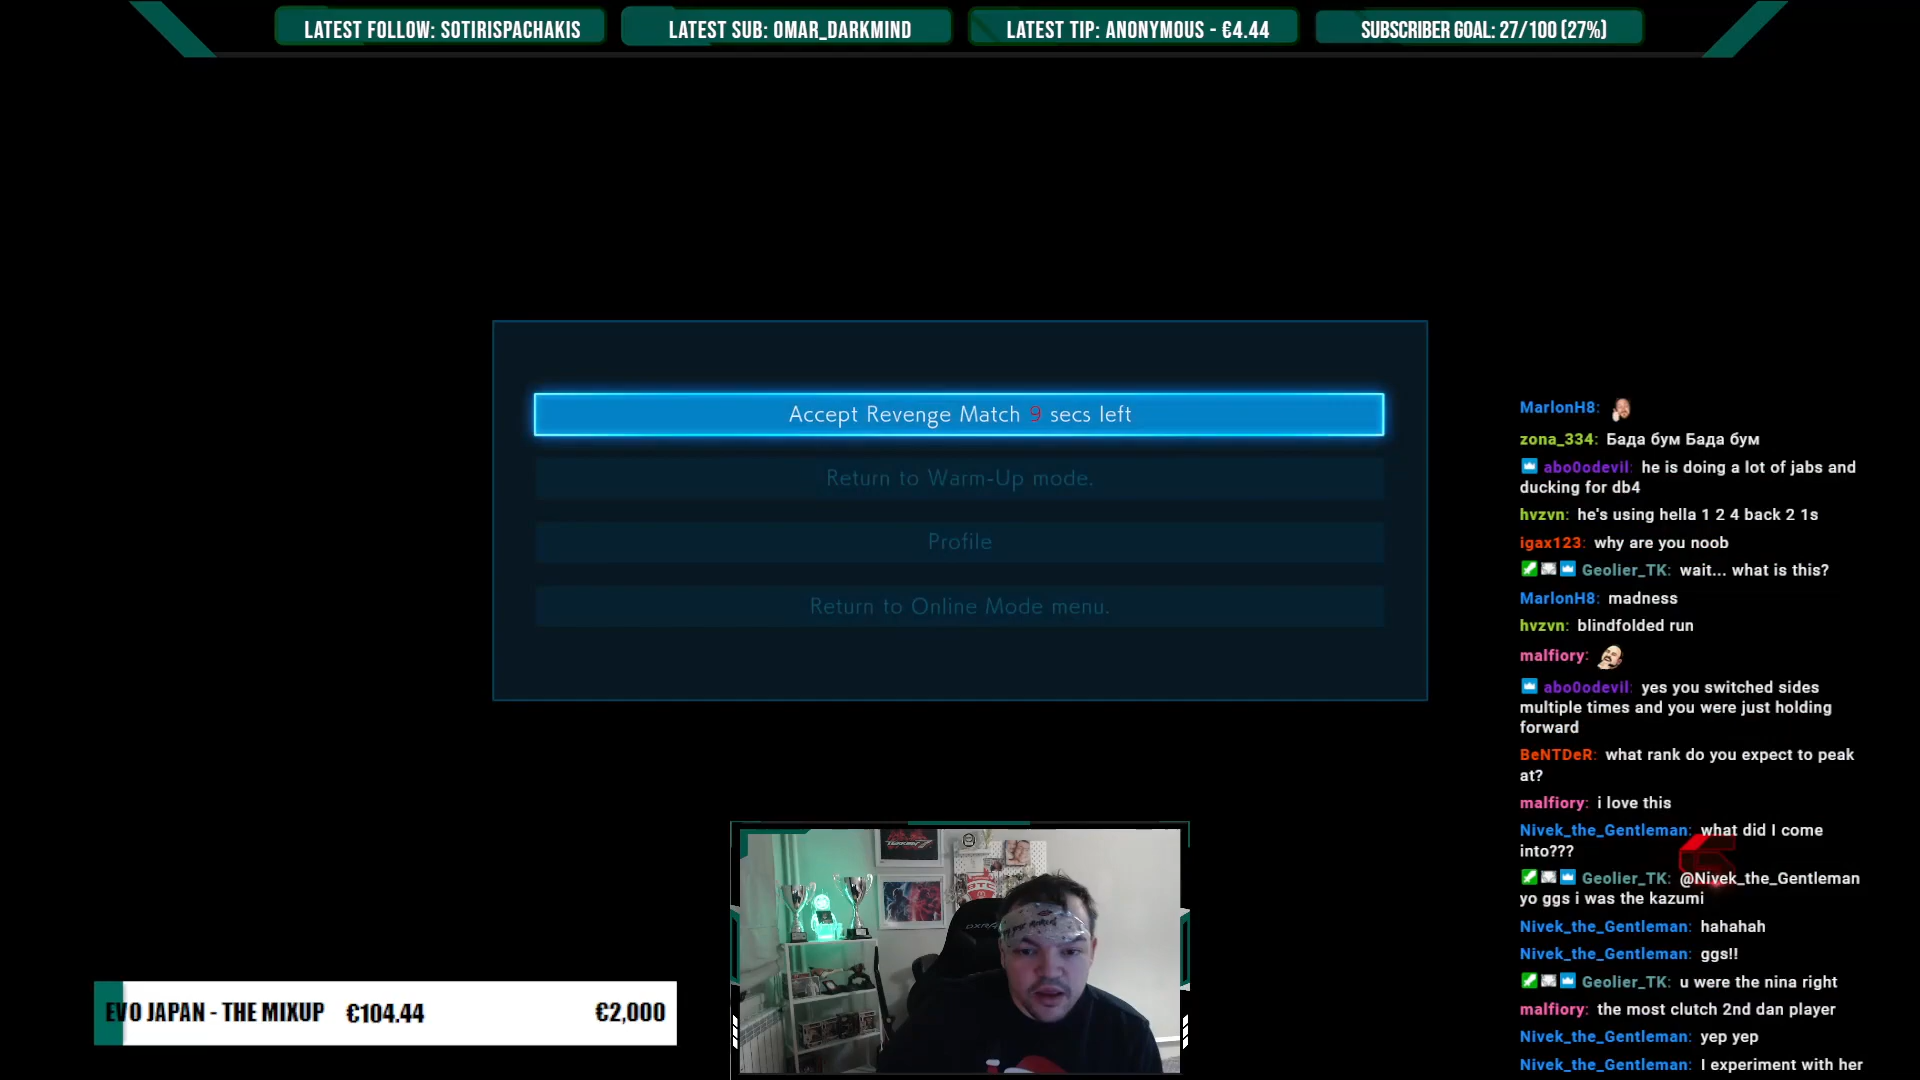 LATEST FOLLOW: SOTIRISPACHAKIS
LATEST SUB: OMAR_DARKMIND
LATEST TIP: ANONYMOUS - €4.44
SUBSCRIBER GOAL: 27/100 (27%)
Accept Revenge Match 9 secs left
Return to Warm-Up mode.
Profile
Return to Online Mode menu.
MarlonH8:
zona_334: Бада бум Бада бум
abo0odevil: he is doing a lot of jabs and
ducking for db4
hvzvn: he's using hella 1 2 4 back 2 1s
igax123: why are you noob
Geolier_TK: wait... what is this?
MarlonH8: madness
hvzvn: blindfolded run
malfiory:
abo0odevil: yes you switched sides
multiple times and you were just holding
forward
BeNTDeR: what rank do you expect to peak
at?
malfiory: i love this
Nivek_the_Gentleman: what did I come
into???
Geolier_TK: @Nivek_the_Gentleman
yo ggs i was the kazumi
Nivek_the_Gentleman: hahahah
Nivek_the_Gentleman: ggs!!
Geolier_TK: u were the nina right
malfiory: the most clutch 2nd dan player
Nivek_the_Gentleman: yep yep
Nivek_the_Gentleman: I experiment with her
EVO JAPAN - THE MIXUP €104.44 €2,000